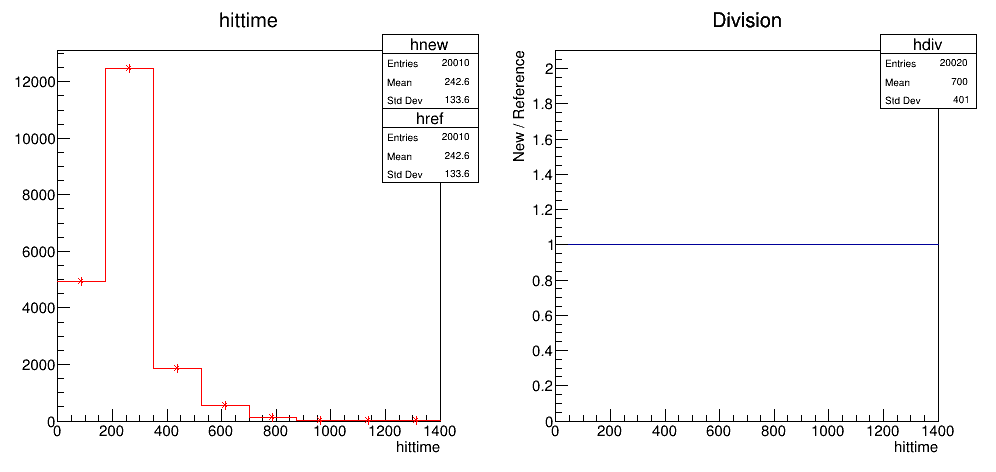 hittime
hnew
Entries 20010
Mean 242.6
Std Dev 133.6
href
Entries 20010
Mean 242.6
Std Dev 133.6
12000
10000
8000
6000
4000
2000
0
0 200 400 600 800 1000 1200 1400
hittime
Division
hdiv
Entries 20020
Mean 700
Std Dev 401
New / Reference
2
1.8
1.6
1.4
1.2
1
0.8
0.6
0.4
0.2
0
0 200 400 600 800 1000 1200 1400
hittime